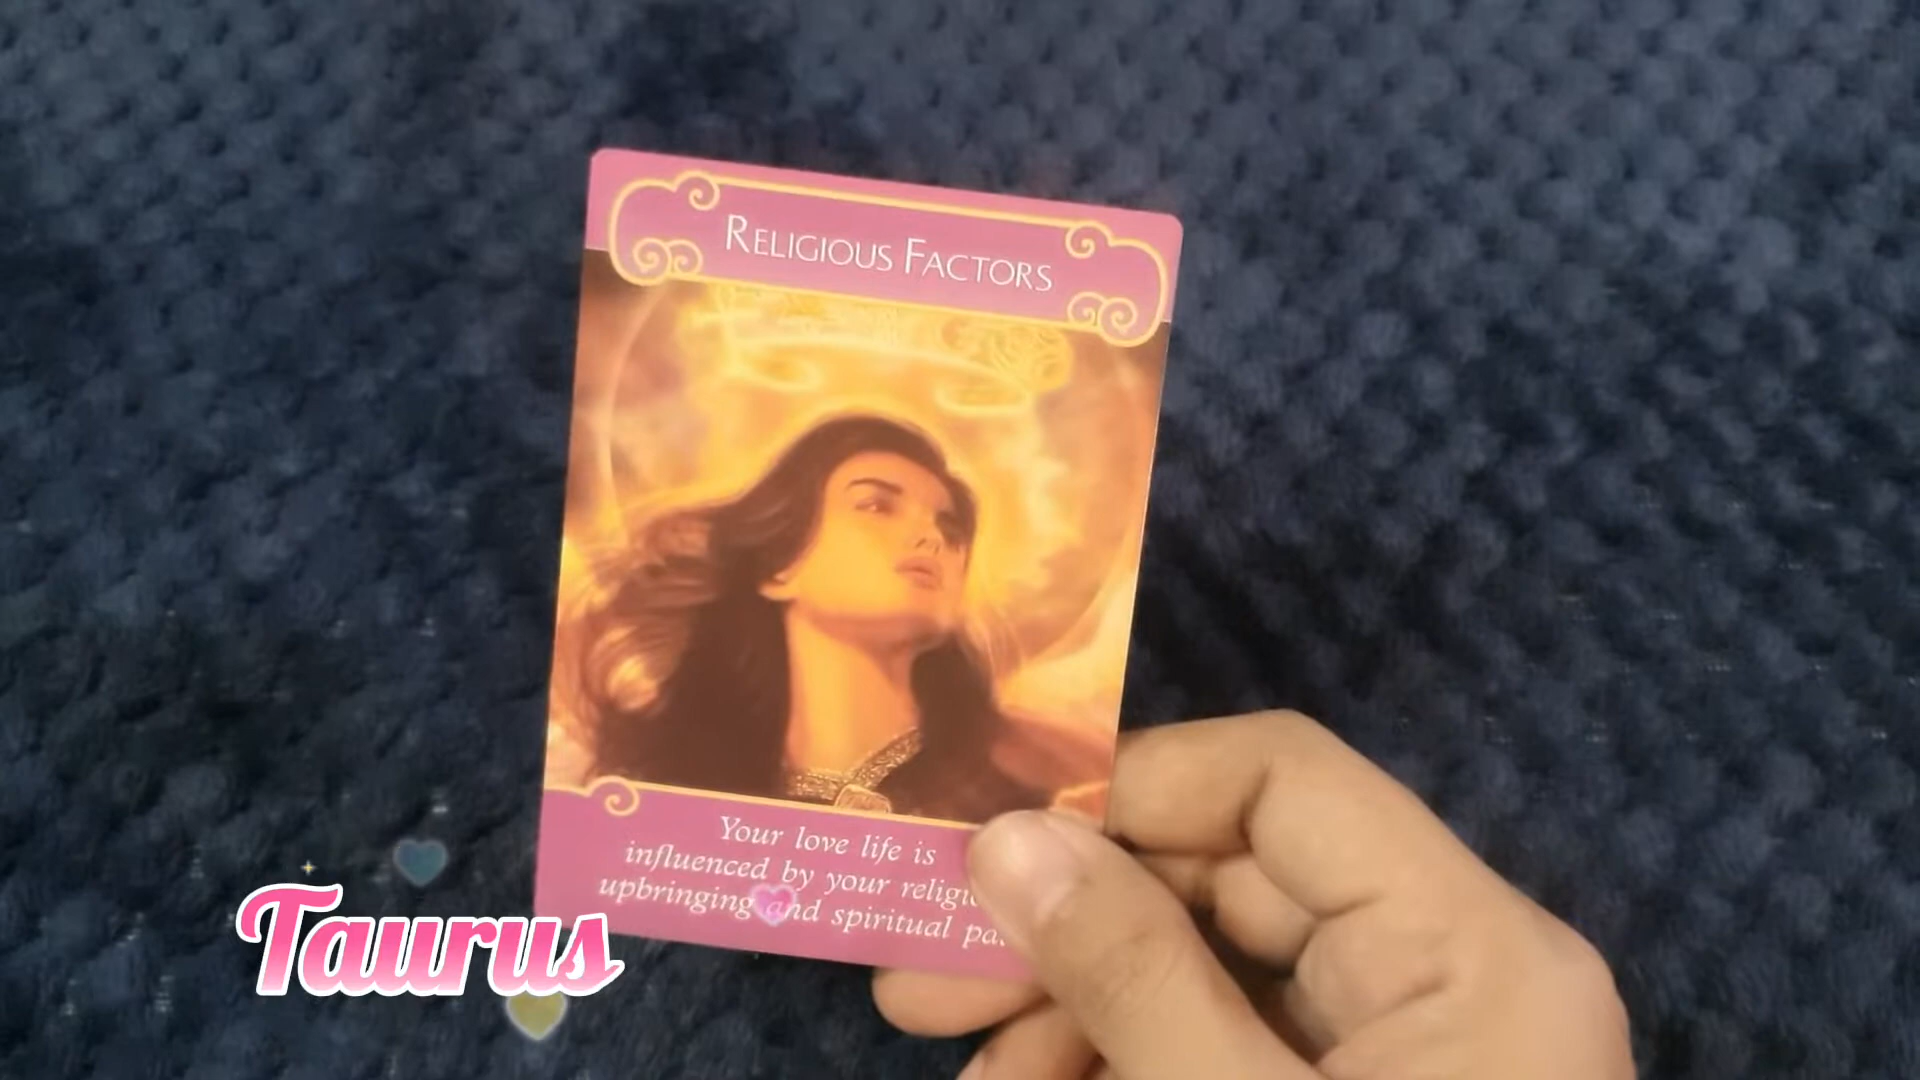 Religious Factors
Your love life is
influenced by your
upbringing and spiritual
Taurus